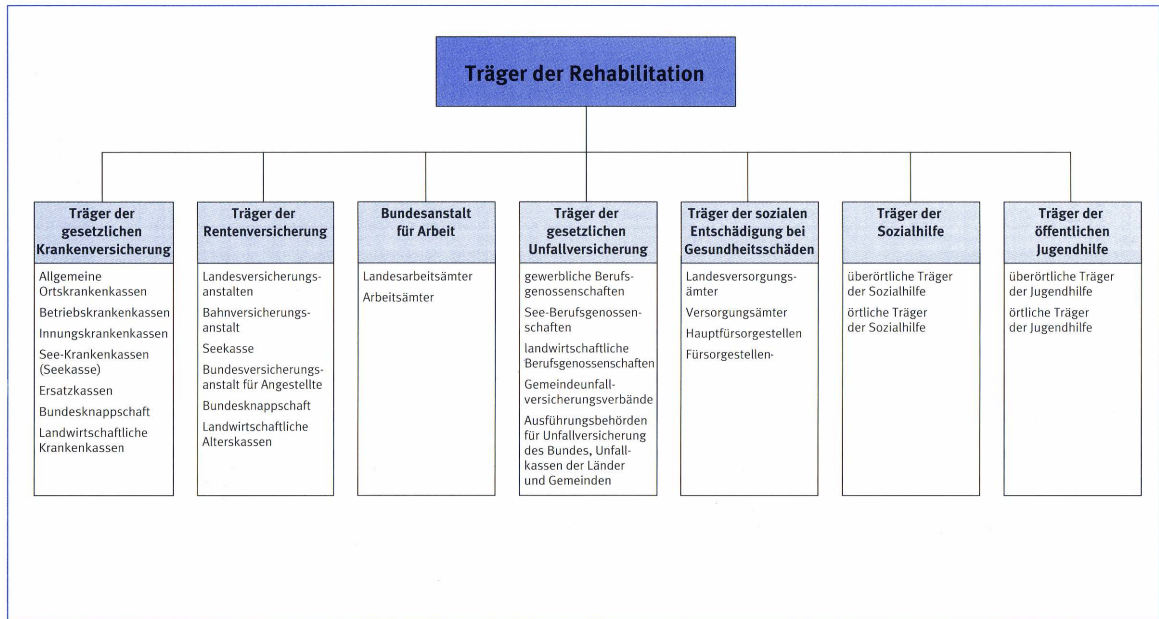 Träger der Rehabilitation
Träger der
gesetzlichen
Krankenversicherung
Allgemeine
Ortskrankenkassen
Betriebskrankenkassen
Innungskrankenkassen
See-Krankenkassen
(Seekasse)
Ersatzkassen
Bundesknappschaft
Landwirtschaftliche
Krankenkassen
Träger der
Rentenversicherung
Landesversicherungs-
anstalten
Bahnversicherungs-
anstalt
Seekasse
Bundesversicherungs-
anstalt für Angestellte
Bundesknappschaft
Landwirtschaftliche
Alterskassen
Bundesanstalt
für Arbeit
Landesarbeitsämter
Arbeitsämter
Träger der
gesetzlichen
Unfallversicherung
gewerbliche Berufs-
genossenschaften
See-Berufsgenossen-
schaften
landwirtschaftliche
Berufsgenossenschaften
Gemeindeunfall-
versicherungsverbände
Ausführungsbehörden
für Unfallversicherung
des Bundes, Unfall-
kassen der Länder
und Gemeinden
Träger der sozialen
Entschädigung bei
Gesundheitsschäden
Landesversorgungs-
ämter
Versorgungsämter
Hauptfürsorgestellen
Fürsorgestellen
Träger der
Sozialhilfe
überörtliche Träger
der Sozialhilfe
örtliche Träger
der Sozialhilfe
Träger der
öffentlichen
Jugendhilfe
überörtliche Träger
der Jugendhilfe
örtliche Träger
der Jugendhilfe